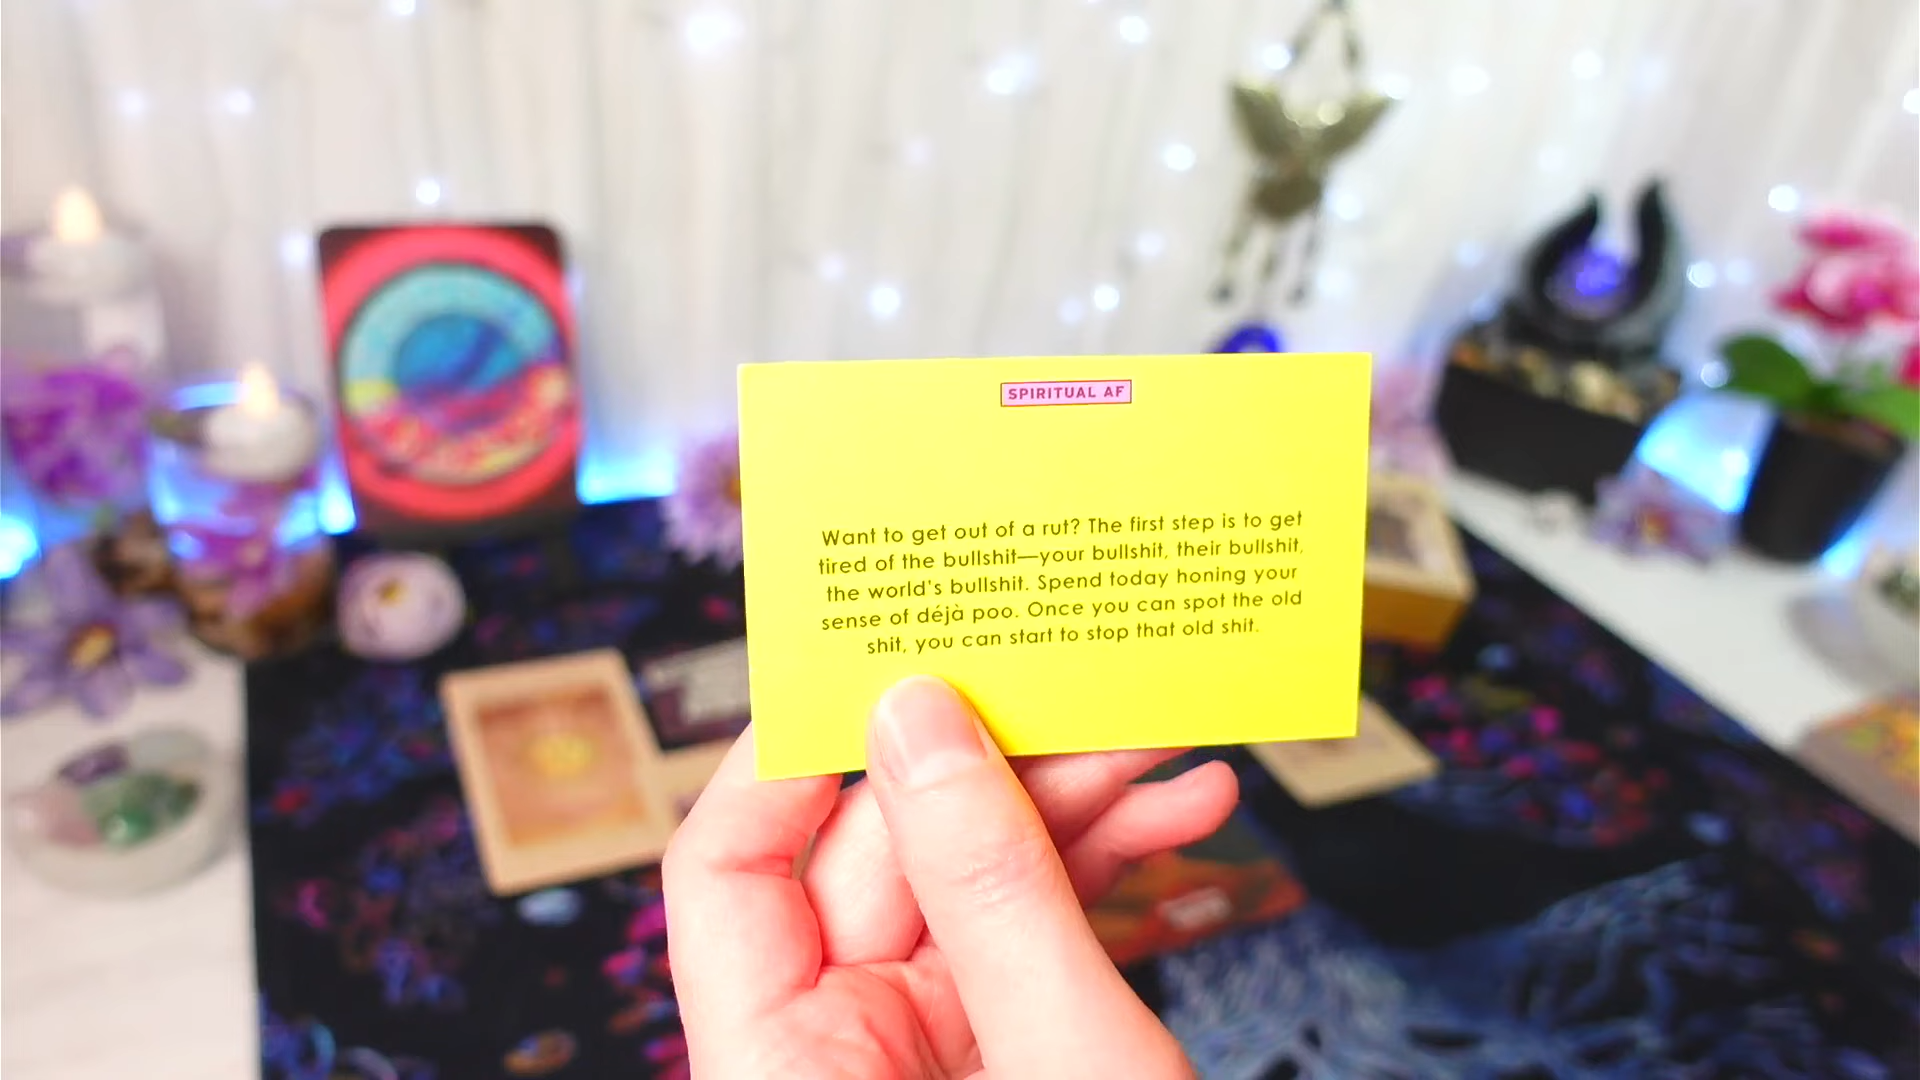 SPIRITUAL AF
Want to get out of a rut? The first step is to get
tired of the bullshit—your bullshit, their bullshit,
the world's bullshit. Spend today honing your
sense of déjà poo. Once you can spot the old
shit, you can start to stop that old shit.